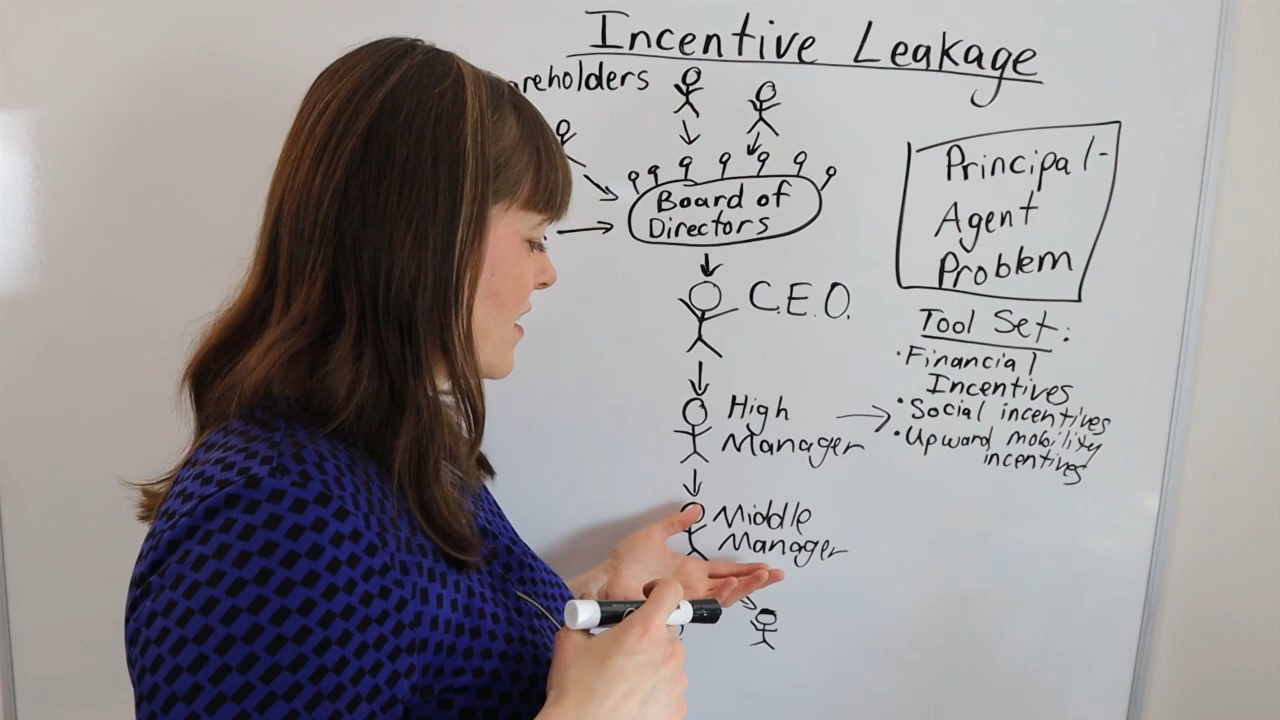 Incentive Leakage
reholders
Board of
Directors
C.E.O.
High
Manager
Middle
Manager
Principal-
Agent
Problem
Tool Set:
·Financial
Incentives
·Social incentives
·Upward mobility
incentives